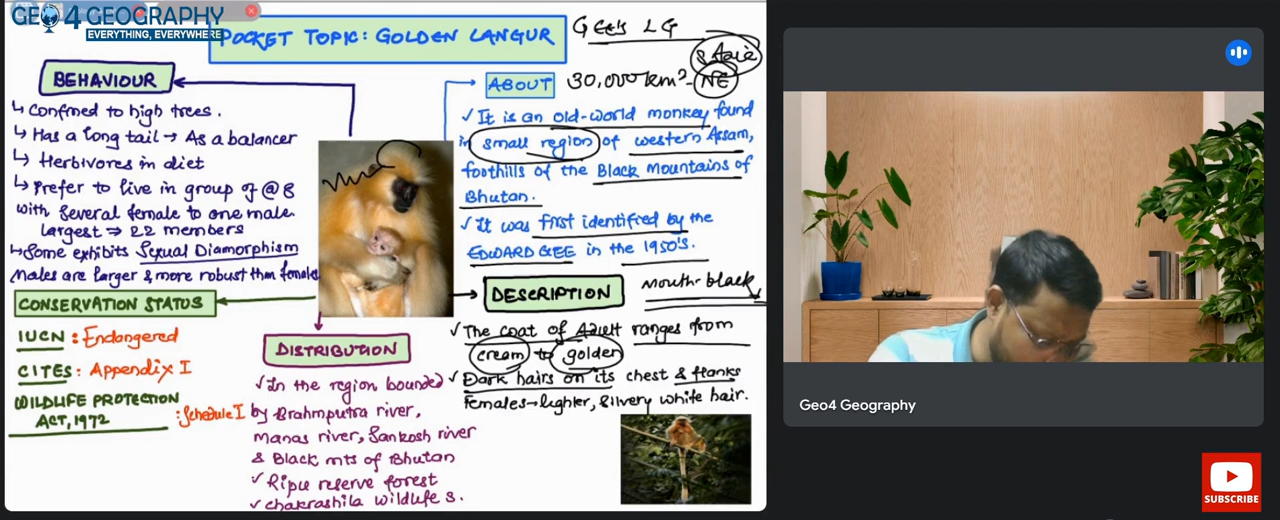 GEO4GEOGRAPHY
EVERYTHING, EVERYWHERE
POCKET TOPIC: GOLDEN LANGUR
Gee's LG
BEHAVIOUR
↳ Confined to high trees.
↳ Has a long tail → As a balancer
↳ Herbivores in diet
↳ Prefer to live in group of @ 8
with several female to one male.
largest → 22 members
↳ Some exhibits Sexual Diamorphism
Males are larger & more robust than female
ABOUT
30,000 km² - NE
✓ It is an old-world monkey found
in small region of western Assam,
foothills of the Black Mountains of
Bhutan.
✓ It was first identified by the
EDWARD GEE in the 1950's.
DESCRIPTION
mouth-black
✓ The coat of Adult ranges from
cream to golden
✓ Dark hairs on its chest & flanks
Females → lighter, silvery white hair.
CONSERVATION STATUS
IUCN : Endangered
CITES : Appendix I
WILDLIFE PROTECTION
ACT, 1972 : Schedule I
DISTRIBUTION
✓ In the region bounded
by Brahmputra river,
manas river, Sankosh river
& Black mts of Bhutan
✓ Ripu reserve forest
✓ Chakrashila wildlife S.
Geo4 Geography
SUBSCRIBE